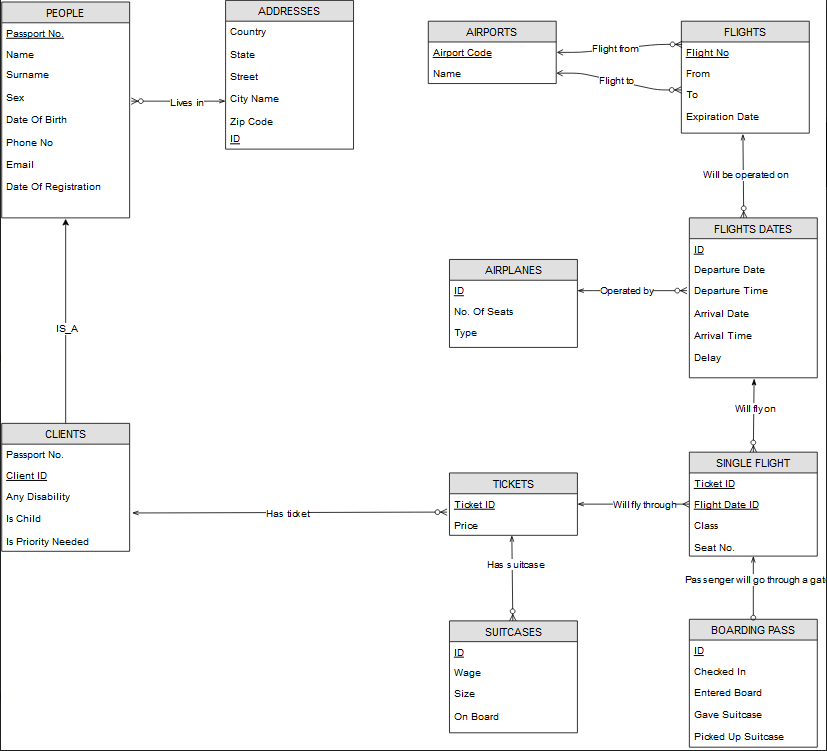 PEOPLE
Passport No.
Name
Surname
Sex
Date Of Birth
Phone No
Email
Date Of Registration
ADDRESSES
Country
State
Street
City Name
Zip Code
ID
Lives in
AIRPORTS
Airport Code
Name
Flight from
Flight to
FLIGHTS
Flight No
From
To
Expiration Date
Will be operated on
FLIGHTS DATES
ID
Departure Date
Departure Time
Arrival Date
Arrival Time
Delay
AIRPLANES
ID
No. Of Seats
Type
Operated by
IS_A
Will fly on
CLIENTS
Passport No.
Client ID
Any Disability
Is Child
Is Priority Needed
Has ticket
TICKETS
Ticket ID
Price
Will fly through
SINGLE FLIGHT
Ticket ID
Flight Date ID
Class
Seat No.
Has suitcase
Passenger will go through a gat
SUITCASES
ID
Wage
Size
On Board
BOARDING PASS
ID
Checked In
Entered Board
Gave Suitcase
Picked Up Suitcase